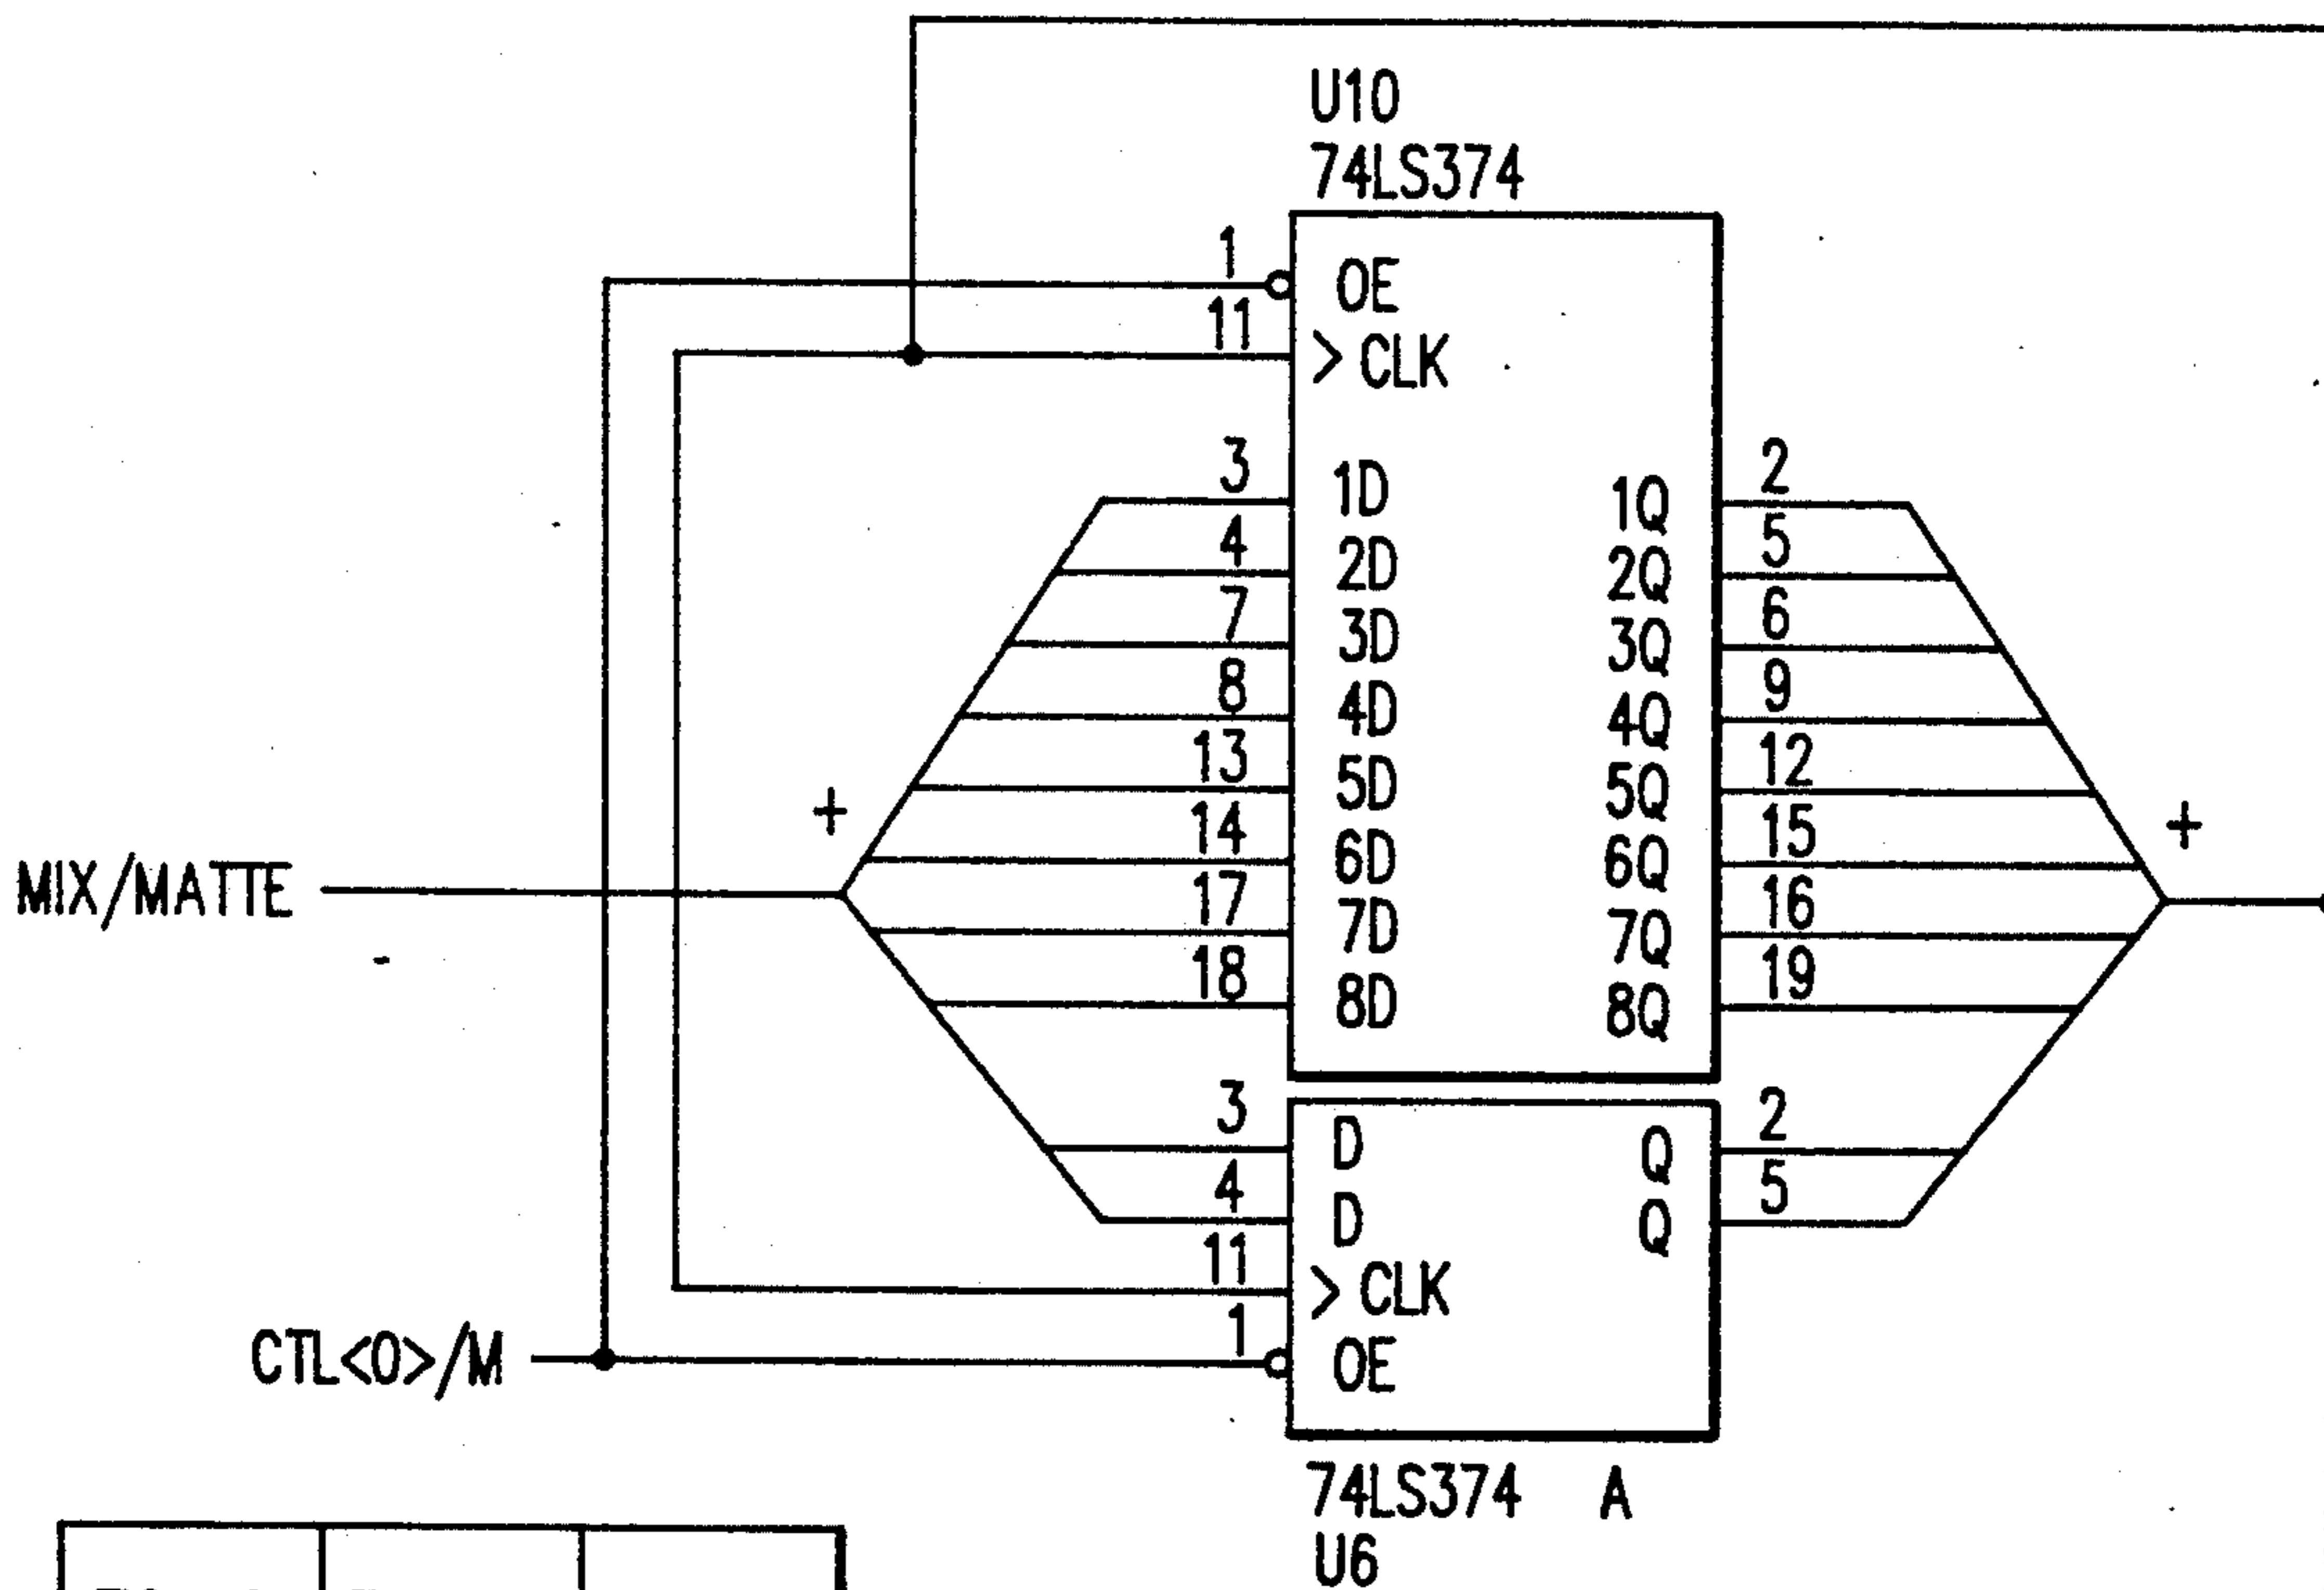 U10
74LS374
1
OE
11
>CLK
3 1D 1Q 2
4 2D 2Q 5
7 3D 3Q 6
8 4D 4Q 9
13 5D 5Q 12
+ 14 6D 6Q 15 +
MIX/MATTE 17 7D 7Q 16
18 8D 8Q 19
3 D Q 2
4 D Q 5
11 >CLK
CTL<0>/M 1 OE
74LS374 A
U6